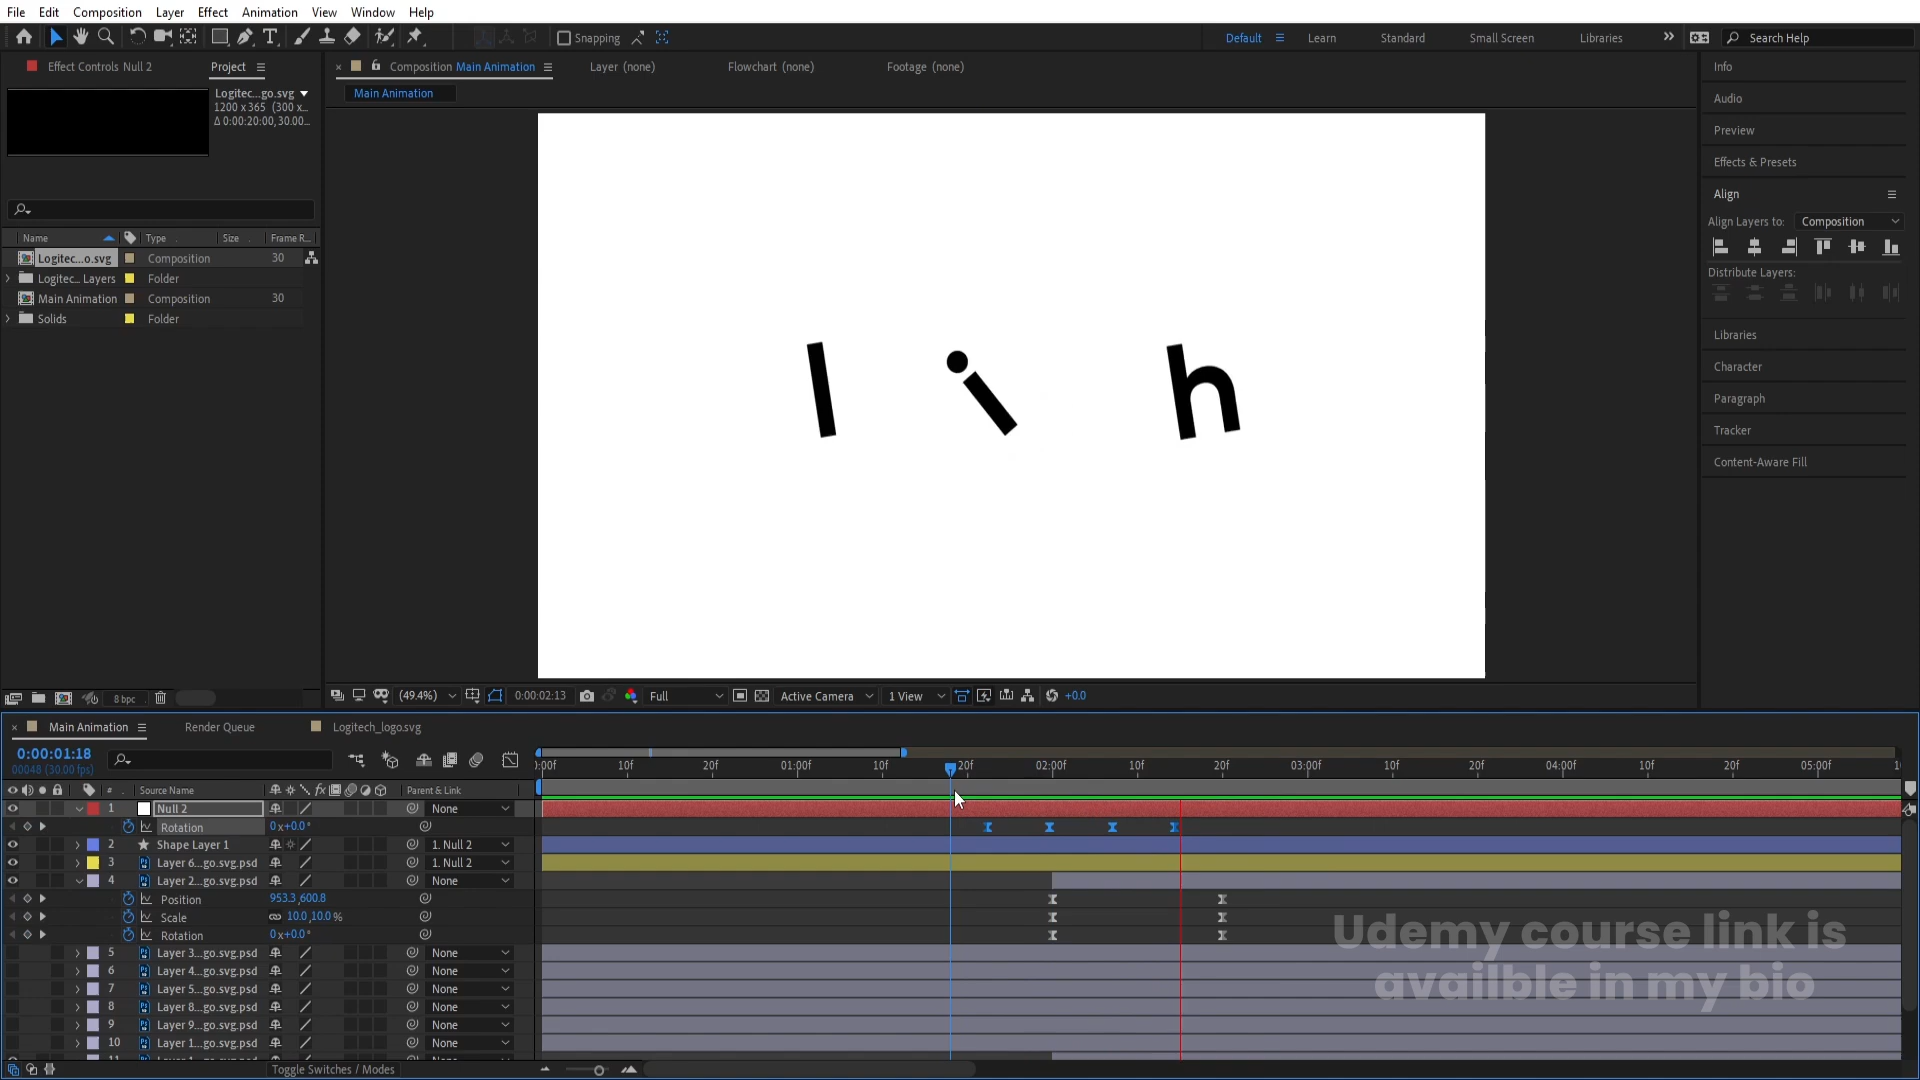 File Edit Composition Layer Effect Animation View Window Help
Snapping
Default Learn Standard Small Screen Libraries Search Help
Effect Controls Null 2 Project
Composition Main Animation Layer (none) Flowchart (none) Footage (none)
Main Animation
Logitec...go.svg
1200 x 365 (300 x...
Δ 0:00:20:00, 30.00...
Name Type Size Frame R...
Logitec...o.svg Composition 30
Logitec... Layers Folder
Main Animation Composition 30
Solids Folder
l i h
Info
Audio
Preview
Effects & Presets
Align
Align Layers to: Composition
Distribute Layers:
Libraries
Character
Paragraph
Tracker
Content-Aware Fill
8 bpc
(49.4%) 0:00:02:13 Full Active Camera 1 View +0.0
Main Animation Render Queue Logitech_logo.svg
0:00:01:18
00048 (30.00 fps)
:00f 10f 20f 01:00f 10f 20f 02:00f 10f 20f 03:00f 10f 20f 04:00f 10f 20f 05:00f
# Source Name fx Parent & Link
1 Null 2 None
Rotation 0x+0.0°
2 Shape Layer 1 1. Null 2
3 Layer 6...go.svg.psd 1. Null 2
4 Layer 2...go.svg.psd None
Position 953.3,600.8
Scale 10.0,10.0%
Rotation 0x+0.0°
5 Layer 3...go.svg.psd None
6 Layer 4...go.svg.psd None
7 Layer 5...go.svg.psd None
8 Layer 8...go.svg.psd None
9 Layer 9...go.svg.psd None
10 Layer 1...go.svg.psd None
Toggle Switches / Modes
Udemy course link is
availble in my bio